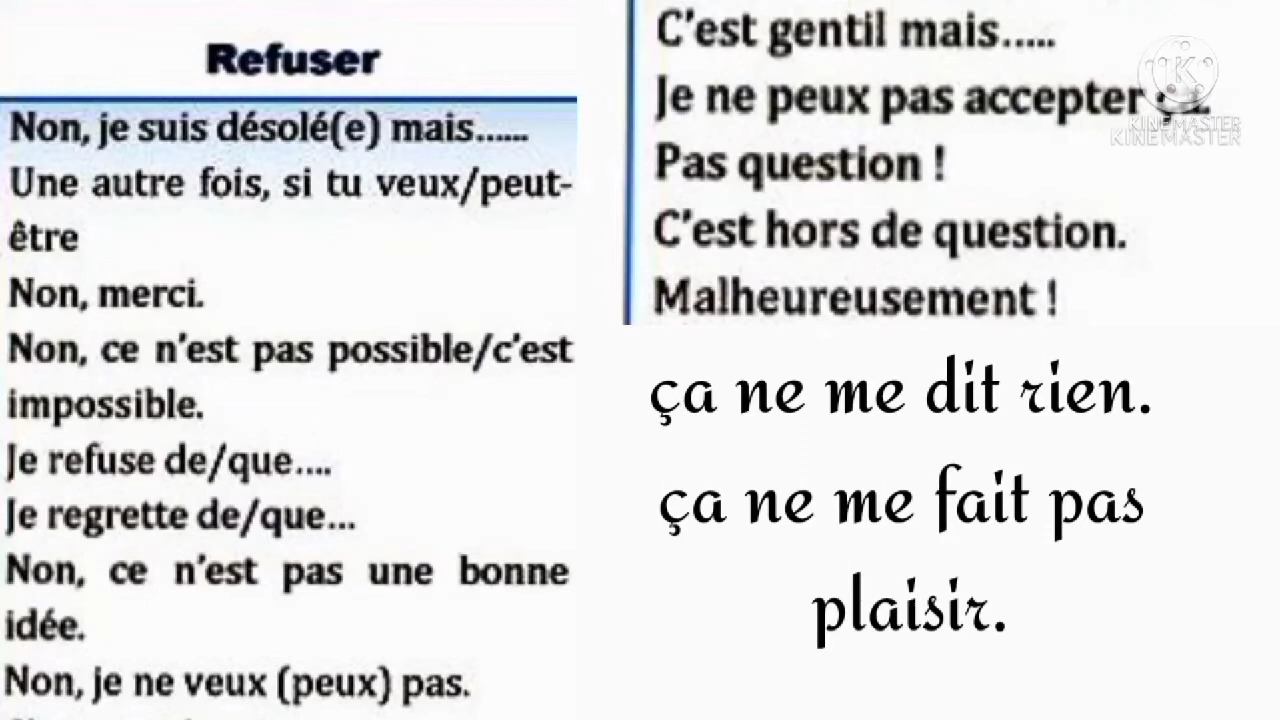 Refuser
Non, je suis désolé(e) mais......
Une autre fois, si tu veux/peut-
être
Non, merci.
Non, ce n'est pas possible/c'est
impossible.
Je refuse de/que....
Je regrette de/que...
Non, ce n'est pas une bonne
idée.
Non, je ne veux (peux) pas.
C'est gentil mais.....
Je ne peux pas accepter
KINEMASTER
KINEMASTER
Pas question !
C'est hors de question.
Malheureusement !
ça ne me dit rien.
ça ne me fait pas
plaisir.